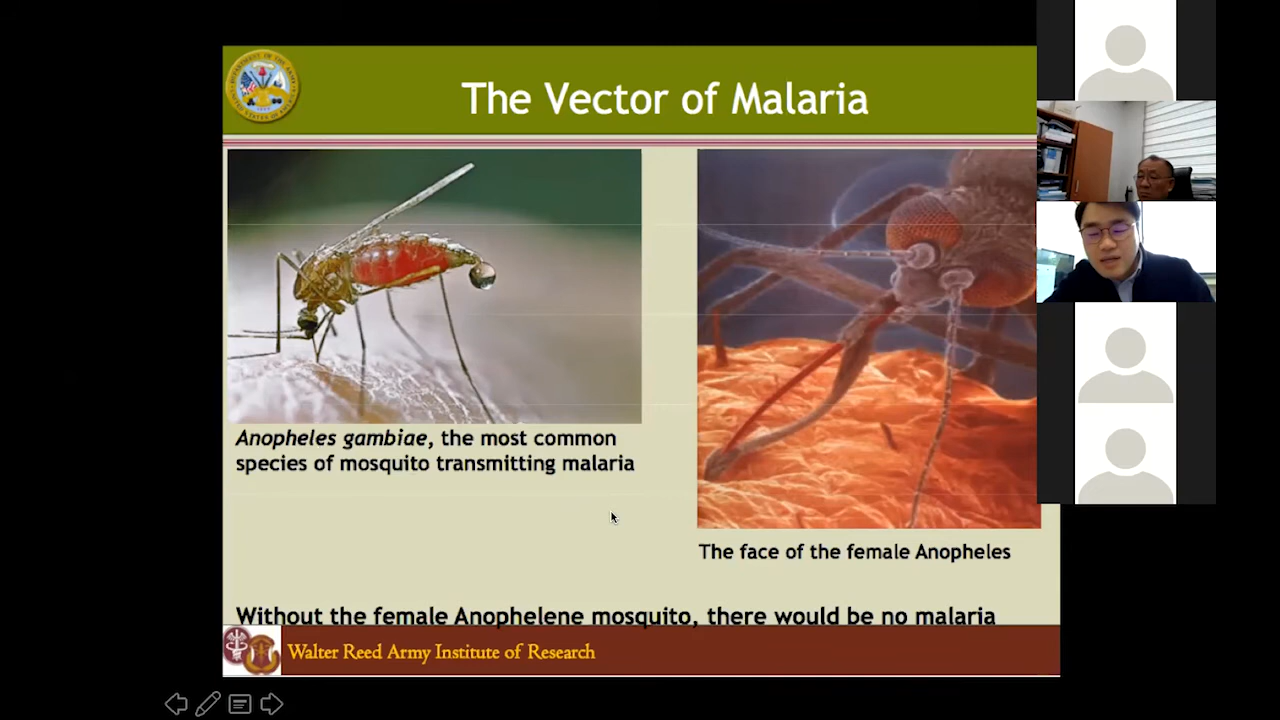 The Vector of Malaria
Anopheles gambiae, the most common
species of mosquito transmitting malaria
The face of the female Anopheles
Without the female Anophelene mosquito, there would be no malaria
Walter Reed Army Institute of Research